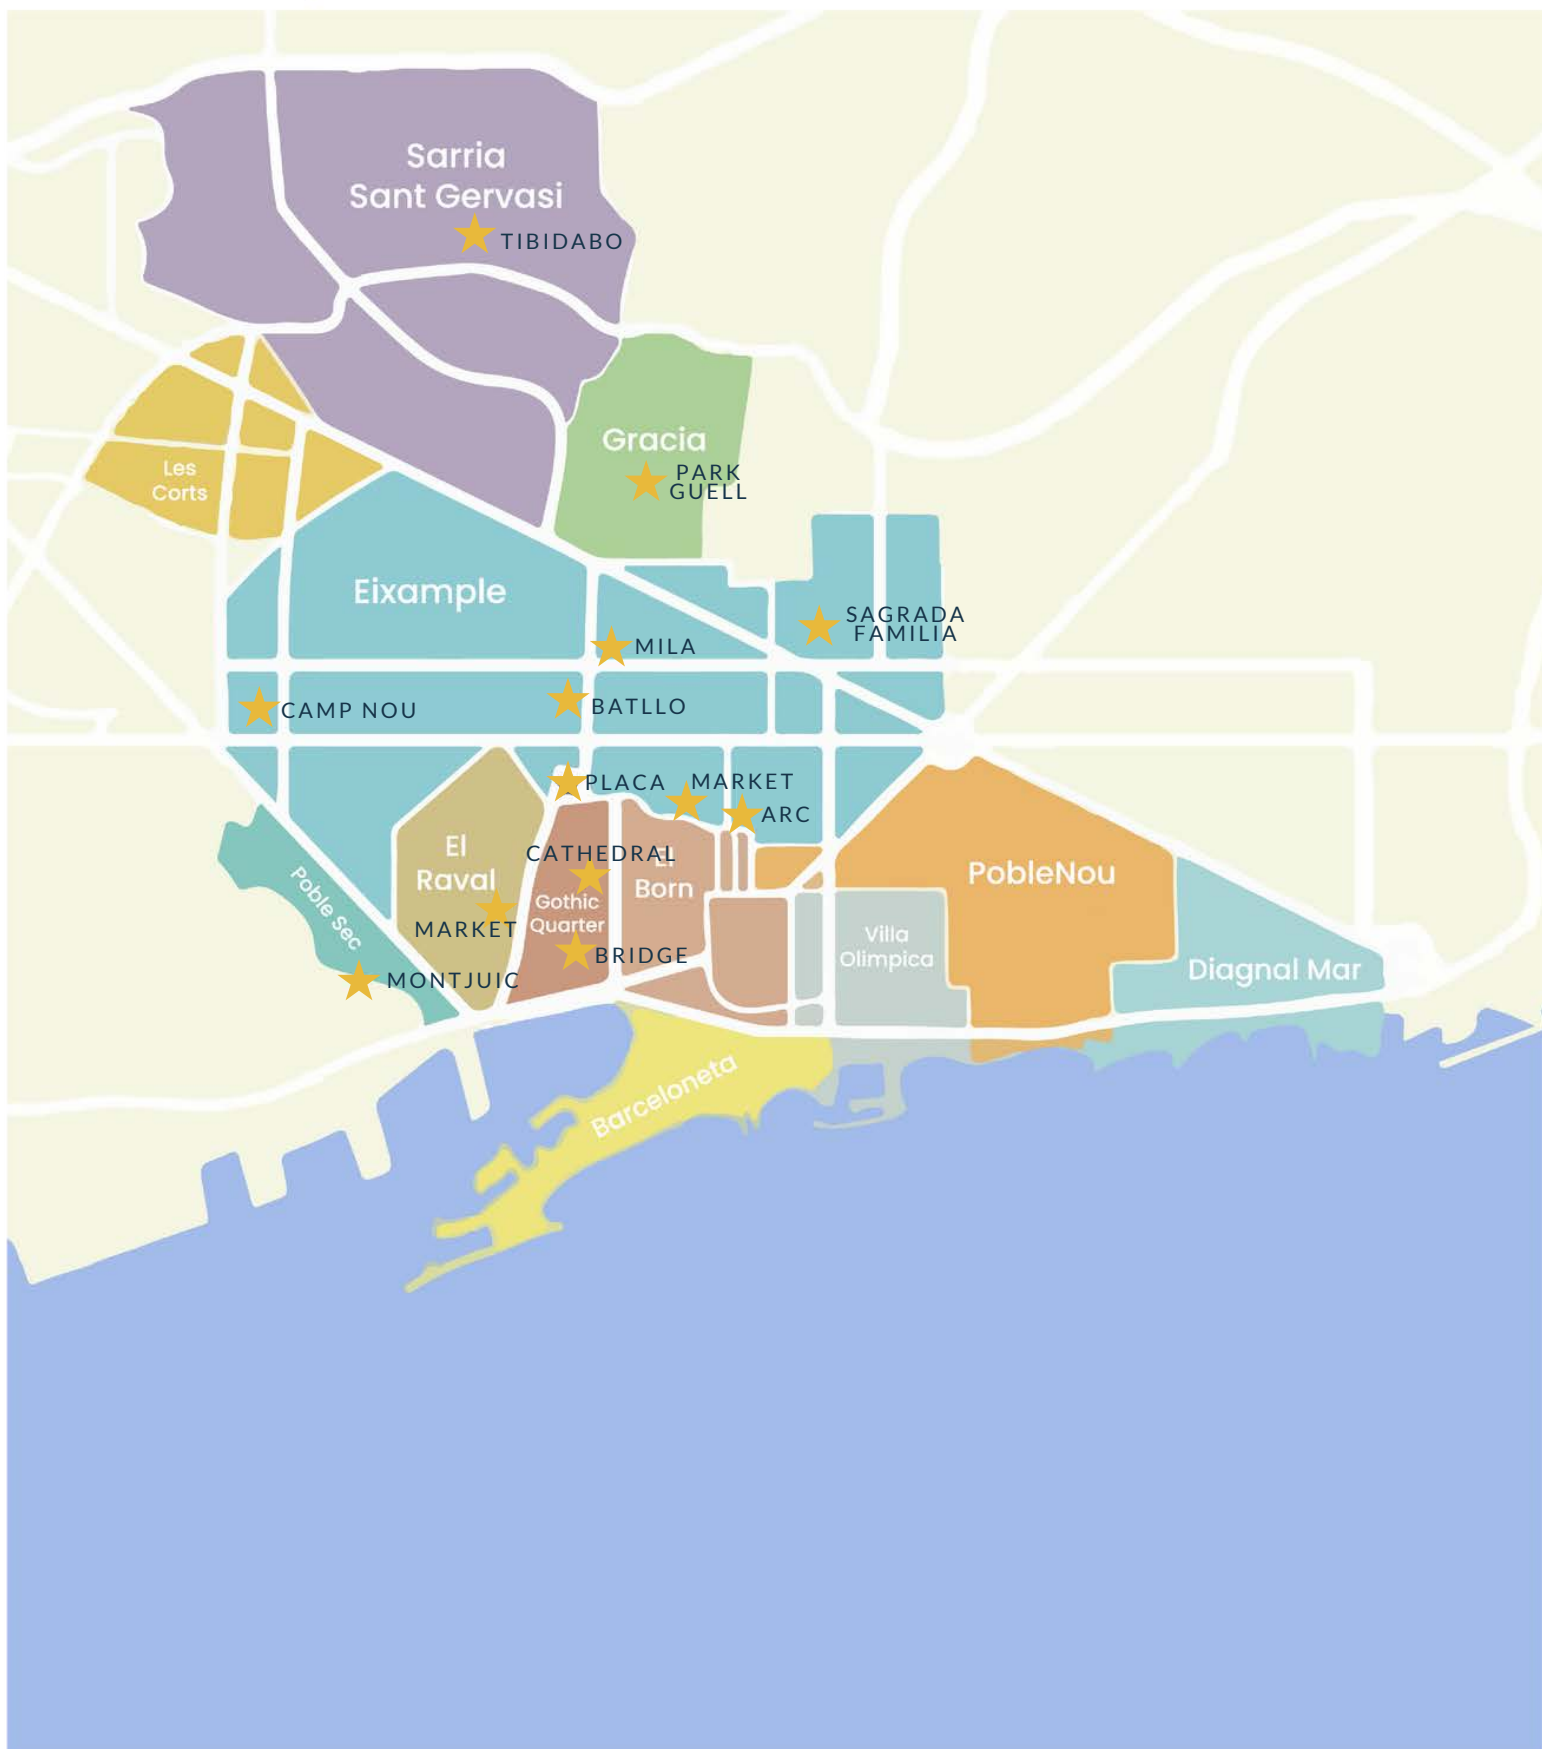 Sarria
Sant Gervasi
TIBIDABO
Gracia
PARK
GUELL
Les
Corts
Eixample
SAGRADA
FAMILIA
MILA
CAMP NOU
BATLLO
PLACA
MARKET
ARC
El
Raval
CATHEDRAL
El
Born
PobleNou
Poble Sec
MARKET
Gothic
Quarter
BRIDGE
Villa
Olimpica
Diagnal Mar
MONTJUIC
Barceloneta